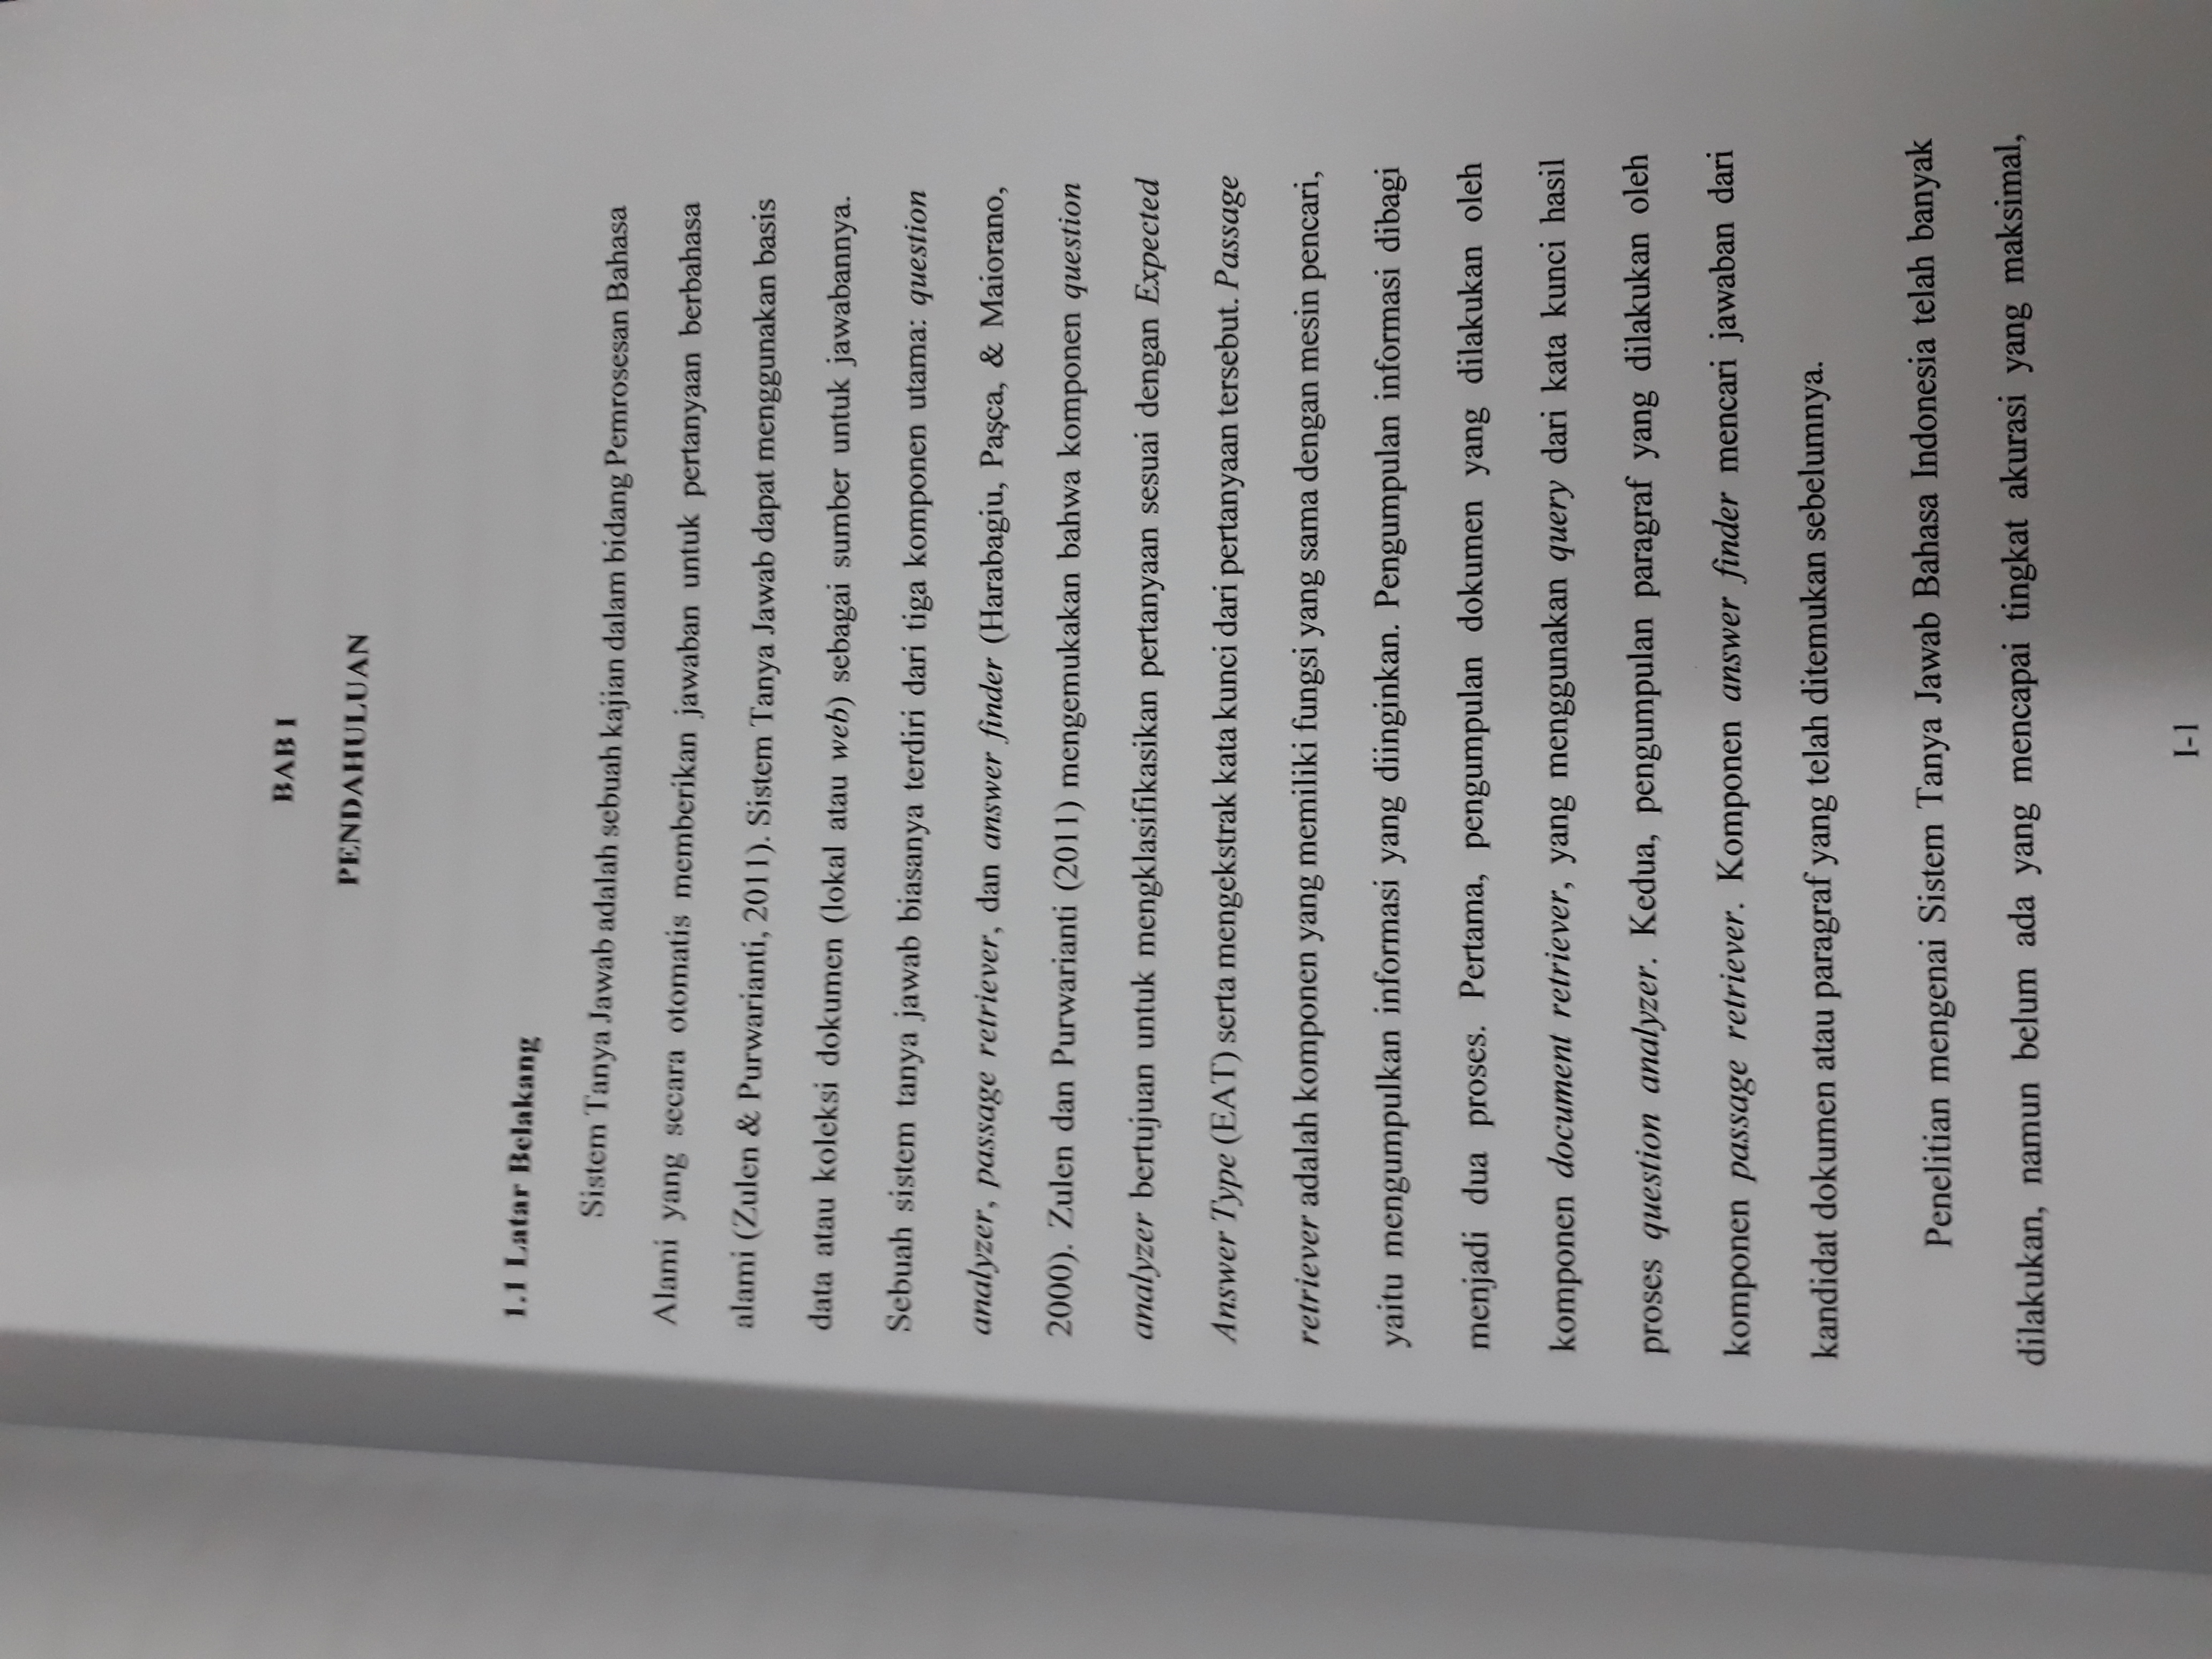 BAB I
PENDAHULUAN
1.1 Latar Belakang
Sistem Tanya Jawab adalah sebuah kajian dalam bidang Pemrosesan Bahasa
Alami yang secara otomatis memberikan jawaban untuk pertanyaan berbahasa
alami (Zulen & Purwarianti, 2011). Sistem Tanya Jawab dapat menggunakan basis
data atau koleksi dokumen (lokal atau web) sebagai sumber untuk jawabannya.
Sebuah sistem tanya jawab biasanya terdiri dari tiga komponen utama: question
analyzer, passage retriever, dan answer finder (Harabagiu, Paşca, & Maiorano,
2000). Zulen dan Purwarianti (2011) mengemukakan bahwa komponen question
analyzer bertujuan untuk mengklasifikasikan pertanyaan sesuai dengan Expected
Answer Type (EAT) serta mengekstrak kata kunci dari pertanyaan tersebut. Passage
retriever adalah komponen yang memiliki fungsi yang sama dengan mesin pencari,
yaitu mengumpulkan informasi yang diinginkan. Pengumpulan informasi dibagi
menjadi dua proses. Pertama, pengumpulan dokumen yang dilakukan oleh
komponen document retriever, yang menggunakan query dari kata kunci hasil
proses question analyzer. Kedua, pengumpulan paragraf yang dilakukan oleh
komponen passage retriever. Komponen answer finder mencari jawaban dari
kandidat dokumen atau paragraf yang telah ditemukan sebelumnya.
Penelitian mengenai Sistem Tanya Jawab Bahasa Indonesia telah banyak
dilakukan, namun belum ada yang mencapai tingkat akurasi yang maksimal,
I-1